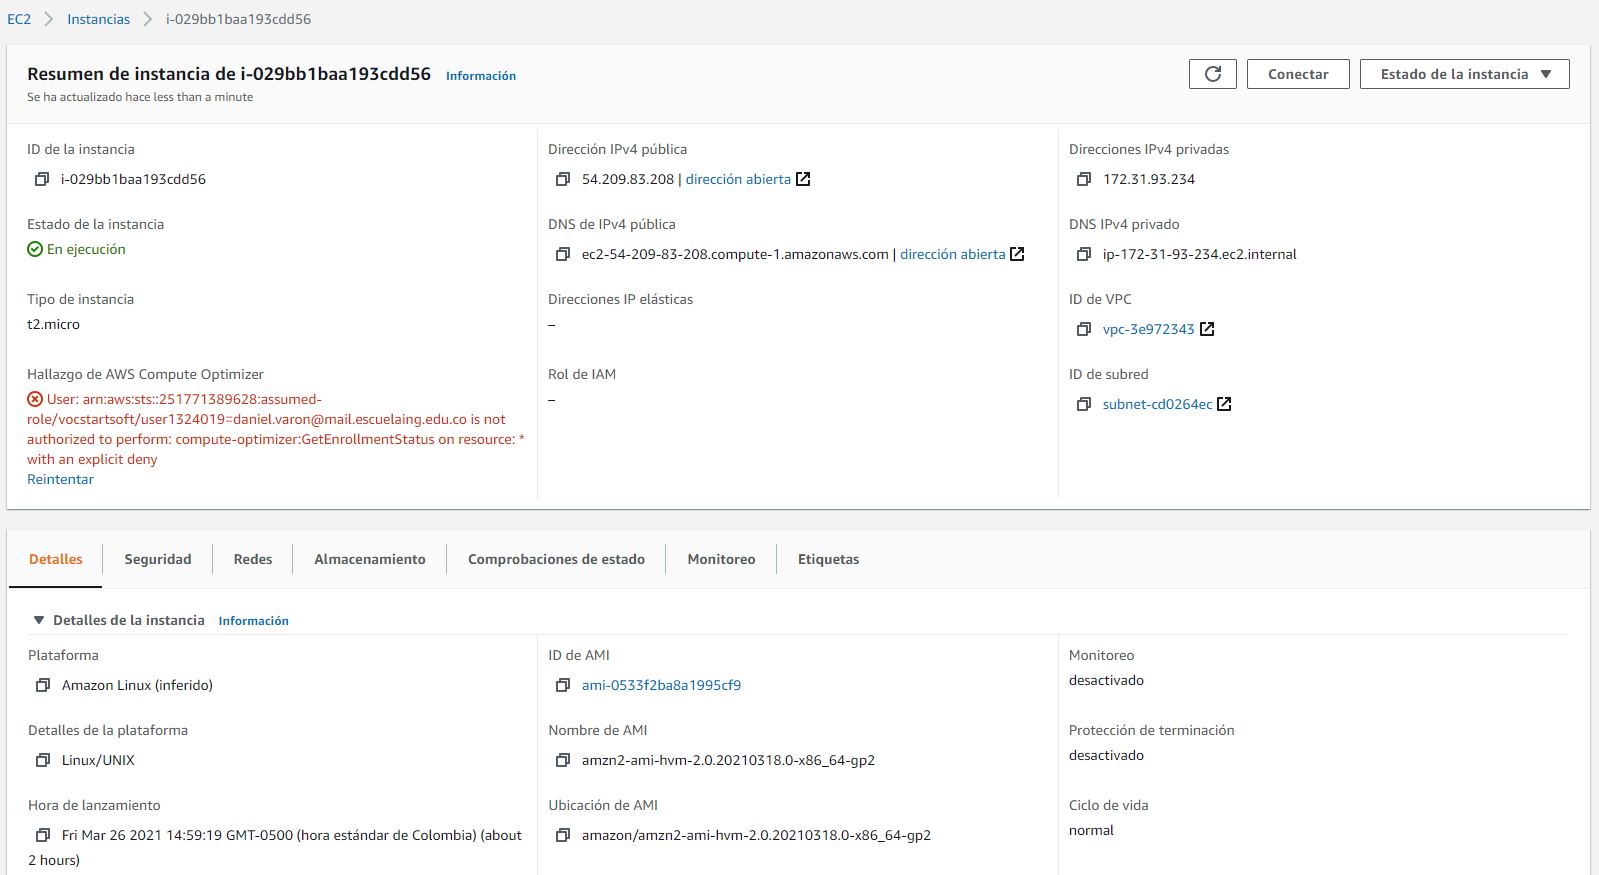 EC2 > Instancias > i-029bb1baa193cdd56
Resumen de instancia de i-029bb1baa193cdd56 Información
Se ha actualizado hace less than a minute
Conectar
Estado de la instancia
ID de la instancia
i-029bb1baa193cdd56
Estado de la instancia
En ejecución
Tipo de instancia
t2.micro
Hallazgo de AWS Compute Optimizer
User: arn:aws:sts::251771389628:assumed-
role/vocstartsoft/user1324019=daniel.varon@mail.escuelaing.edu.co is not
authorized to perform: compute-optimizer:GetEnrollmentStatus on resource: *
with an explicit deny
Reintentar
Dirección IPv4 pública
54.209.83.208 | dirección abierta
DNS de IPv4 pública
ec2-54-209-83-208.compute-1.amazonaws.com | dirección abierta
Direcciones IP elásticas
–
Rol de IAM
–
Direcciones IPv4 privadas
172.31.93.234
DNS IPv4 privado
ip-172-31-93-234.ec2.internal
ID de VPC
vpc-3e972343
ID de subred
subnet-cd0264ec
Detalles
Seguridad
Redes
Almacenamiento
Comprobaciones de estado
Monitoreo
Etiquetas
Detalles de la instancia Información
Plataforma
Amazon Linux (inferido)
Detalles de la plataforma
Linux/UNIX
Hora de lanzamiento
Fri Mar 26 2021 14:59:19 GMT-0500 (hora estándar de Colombia) (about
2 hours)
ID de AMI
ami-0533f2ba8a1995cf9
Nombre de AMI
amzn2-ami-hvm-2.0.20210318.0-x86_64-gp2
Ubicación de AMI
amazon/amzn2-ami-hvm-2.0.20210318.0-x86_64-gp2
Monitoreo
desactivado
Protección de terminación
desactivado
Ciclo de vida
normal